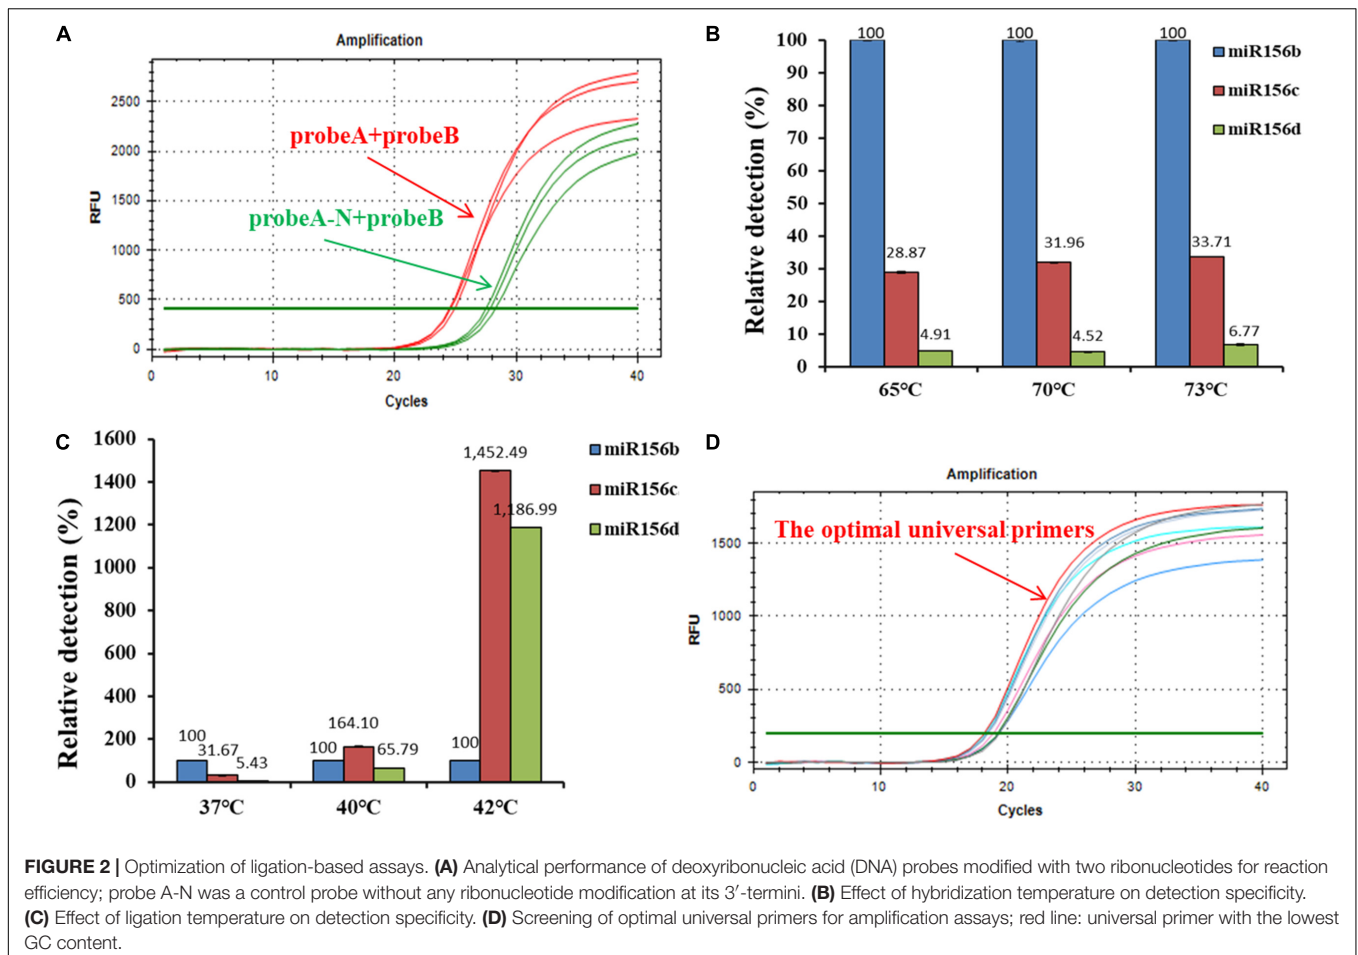 A
Amplification
RFU
2500
2000
1500
1000
500
0
probeA+probeB
probeA-N+probeB
0 10 20 30 40
Cycles
B
Relative detection (%)
100
90
80
70
60
50
40
30
20
10
0
100 28.87 4.91
100 31.96 4.52
100 33.71 6.77
65°C 70°C 73°C
miR156b
miR156c
miR156d
C
Relative detection (%)
1600
1400
1200
1000
800
600
400
200
0
100 31.67 5.43
100 164.10 65.79
100 1,452.49 1,186.99
37°C 40°C 42°C
miR156b
miR156c
miR156d
D
Amplification
RFU
1500
1000
500
0
The optimal universal primers
0 10 20 30 40
Cycles
FIGURE 2 | Optimization of ligation-based assays. (A) Analytical performance of deoxyribonucleic acid (DNA) probes modified with two ribonucleotides for reaction
efficiency; probe A-N was a control probe without any ribonucleotide modification at its 3′-termini. (B) Effect of hybridization temperature on detection specificity.
(C) Effect of ligation temperature on detection specificity. (D) Screening of optimal universal primers for amplification assays; red line: universal primer with the lowest
GC content.